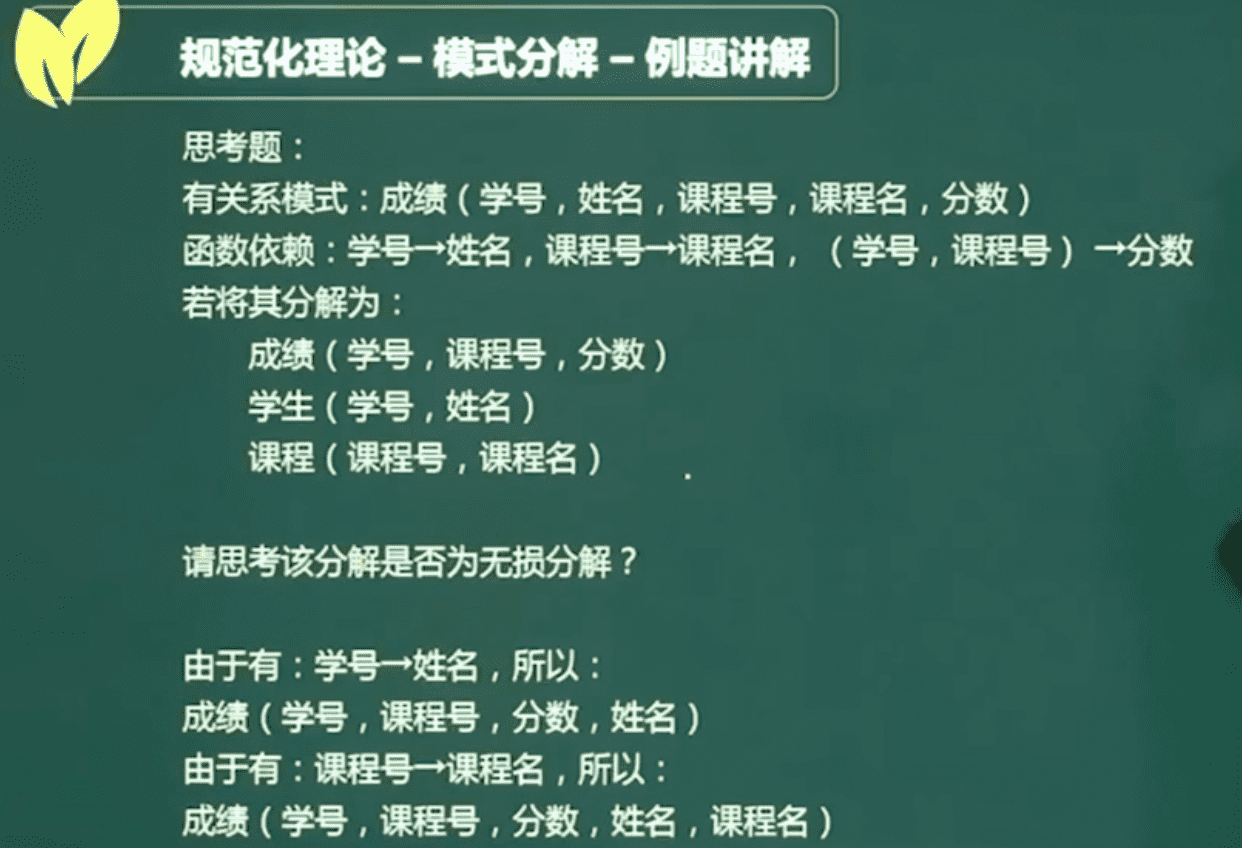 规范化理论 – 模式分解 – 例题讲解
思考题：
有关系模式：成绩（学号，姓名，课程号，课程名，分数）
函数依赖：学号→姓名，课程号→课程名，（学号，课程号）→分数
若将其分解为：
成绩（学号，课程号，分数）
学生（学号，姓名）
课程（课程号，课程名）
请思考该分解是否为无损分解？
由于有：学号→姓名，所以：
成绩（学号，课程号，分数，姓名）
由于有：课程号→课程名，所以：
成绩（学号，课程号，分数，姓名，课程名）